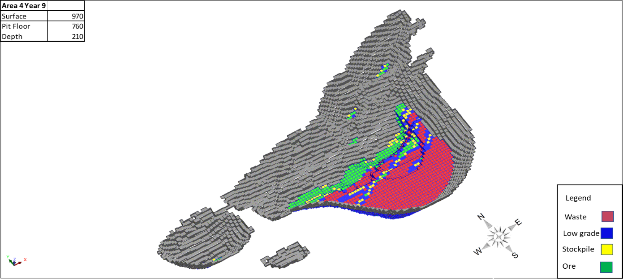 Area 4 Year 9
Surface 970
Pit Floor 760
Depth 210
N
E
W
S
Legend
Waste
Low grade
Stockpile
Ore